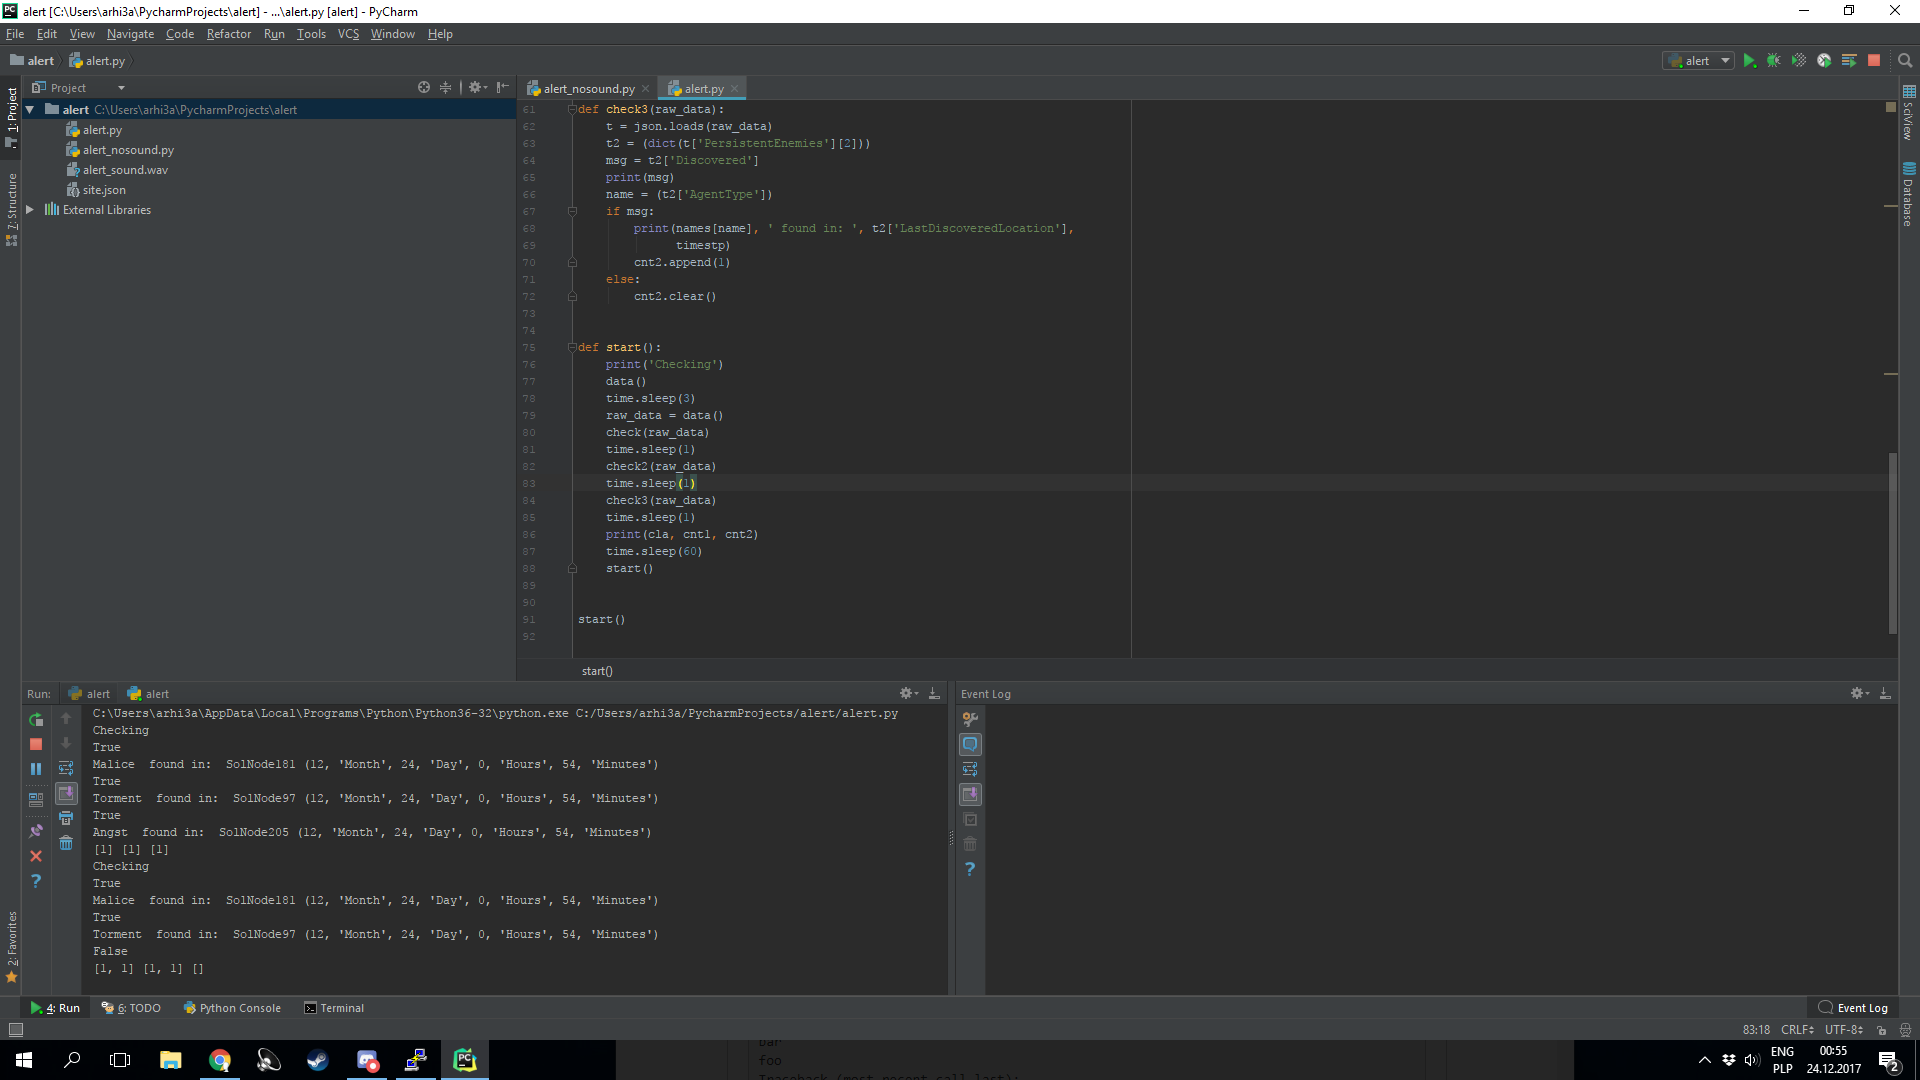 alert [C:\Users\arhi3a\PycharmProjects\alert] - ...\alert.py [alert] - PyCharm
File Edit View Navigate Code Refactor Run Tools VCS Window Help
alert alert.py
alert
Project
alert_nosound.py alert.py
1: Project
7: Structure
2: Favorites
alert C:\Users\arhi3a\PycharmProjects\alert
alert.py
alert_nosound.py
alert_sound.wav
site.json
External Libraries
61 def check3(raw_data):
62 t = json.loads(raw_data)
63 t2 = (dict(t['PersistentEnemies'][2]))
64 msg = t2['Discovered']
65 print(msg)
66 name = (t2['AgentType'])
67 if msg:
68 print(names[name], ' found in: ', t2['LastDiscoveredLocation'],
69 timestp)
70 cnt2.append(1)
71 else:
72 cnt2.clear()
73
74
75 def start():
76 print('Checking')
77 data()
78 time.sleep(3)
79 raw_data = data()
80 check(raw_data)
81 time.sleep(1)
82 check2(raw_data)
83 time.sleep(1)
84 check3(raw_data)
85 time.sleep(1)
86 print(cla, cnt1, cnt2)
87 time.sleep(60)
88 start()
89
90
91 start()
92
start()
SciView
Database
Run: alert alert
C:\Users\arhi3a\AppData\Local\Programs\Python\Python36-32\python.exe C:/Users/arhi3a/PycharmProjects/alert/alert.py
Checking
True
Malice  found in:  SolNode181 (12, 'Month', 24, 'Day', 0, 'Hours', 54, 'Minutes')
True
Torment  found in:  SolNode97 (12, 'Month', 24, 'Day', 0, 'Hours', 54, 'Minutes')
True
Angst  found in:  SolNode205 (12, 'Month', 24, 'Day', 0, 'Hours', 54, 'Minutes')
[1] [1] [1]
Checking
True
Malice  found in:  SolNode181 (12, 'Month', 24, 'Day', 0, 'Hours', 54, 'Minutes')
True
Torment  found in:  SolNode97 (12, 'Month', 24, 'Day', 0, 'Hours', 54, 'Minutes')
False
[1, 1] [1, 1] []
Event Log
4: Run 6: TODO Python Console Terminal
Event Log
83:18 CRLF UTF-8
foo
ENG
PLP
00:55
24.12.2017
2